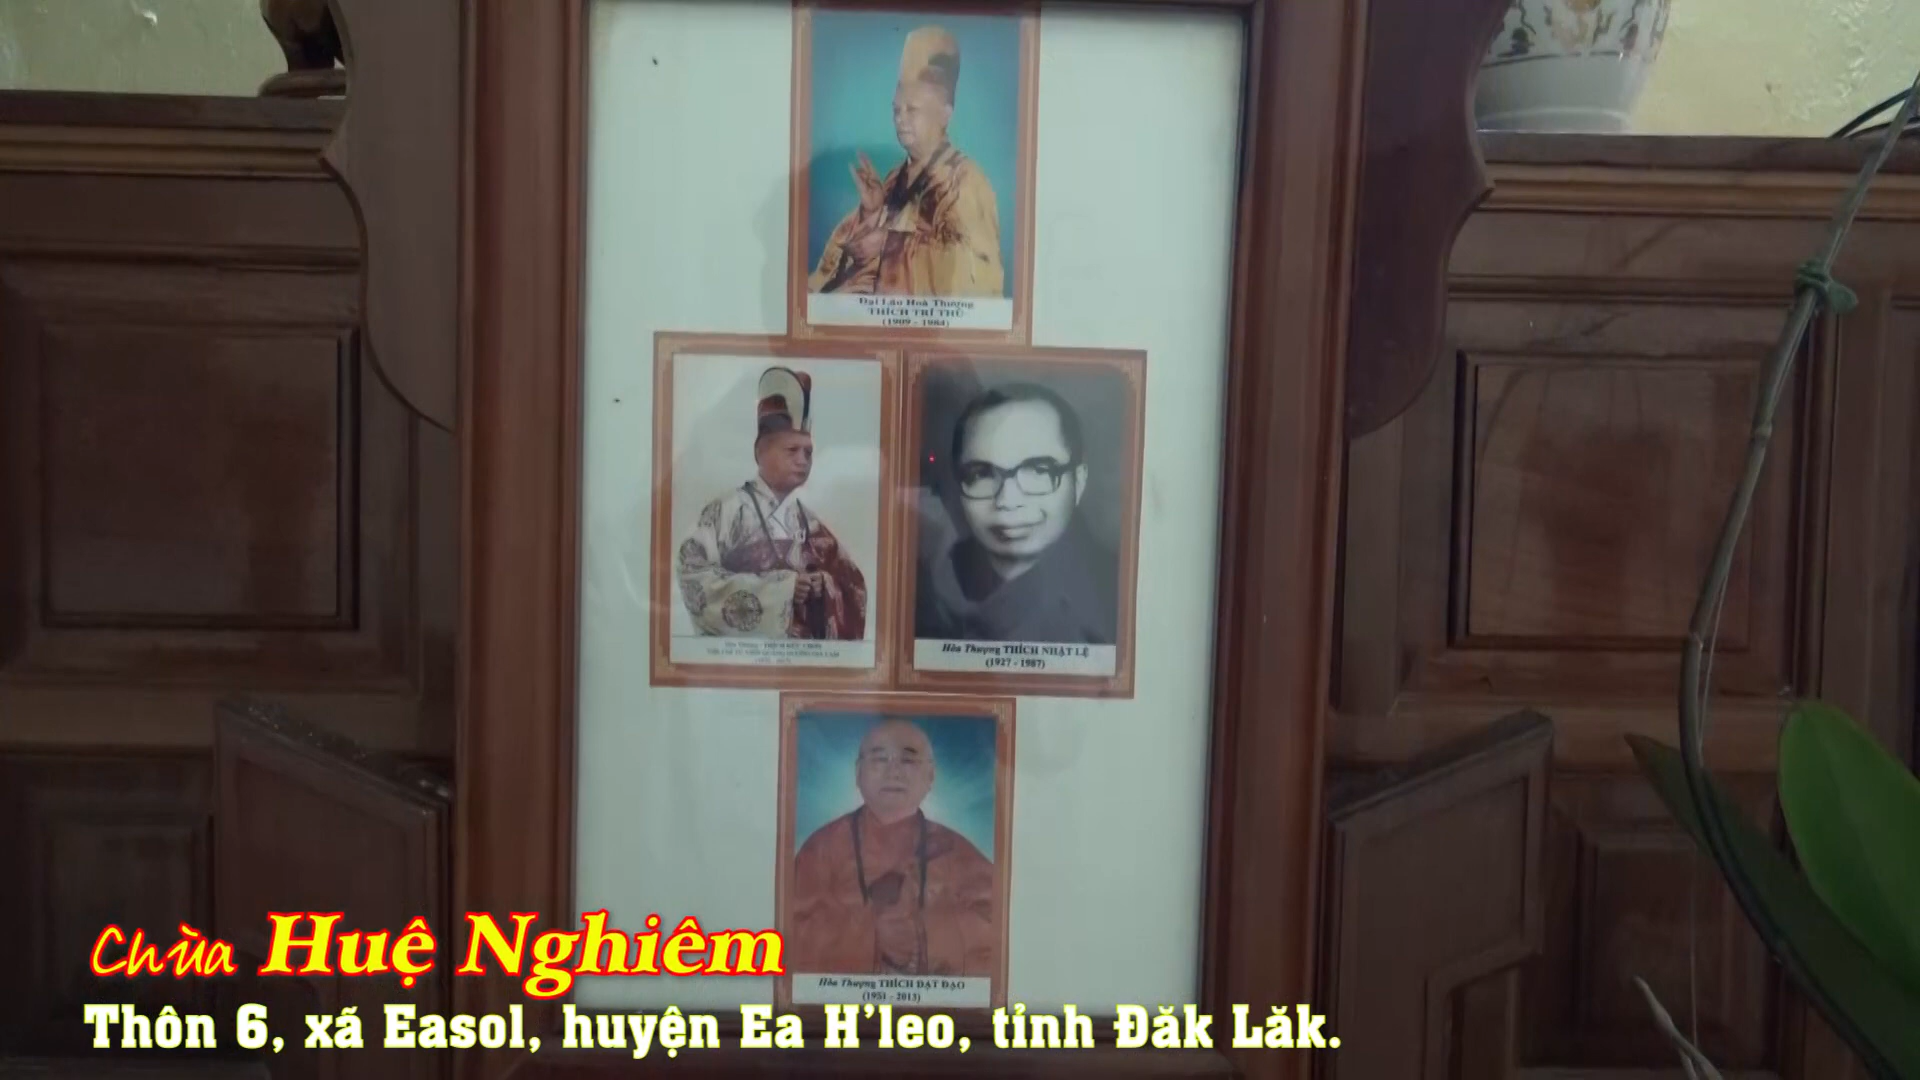 Đại Lão Hoà Thượng
THÍCH TRÍ THỦ
(1909 - 1984)
Hòa Thượng THÍCH NHẬT LỆ
(1927 - 1987)
Hòa Thượng THÍCH ĐẠT ĐẠO
(1951 - 2013)
Chùa Huệ Nghiêm
Thôn 6, xã Easol, huyện Ea H'leo, tỉnh Đăk Lăk.